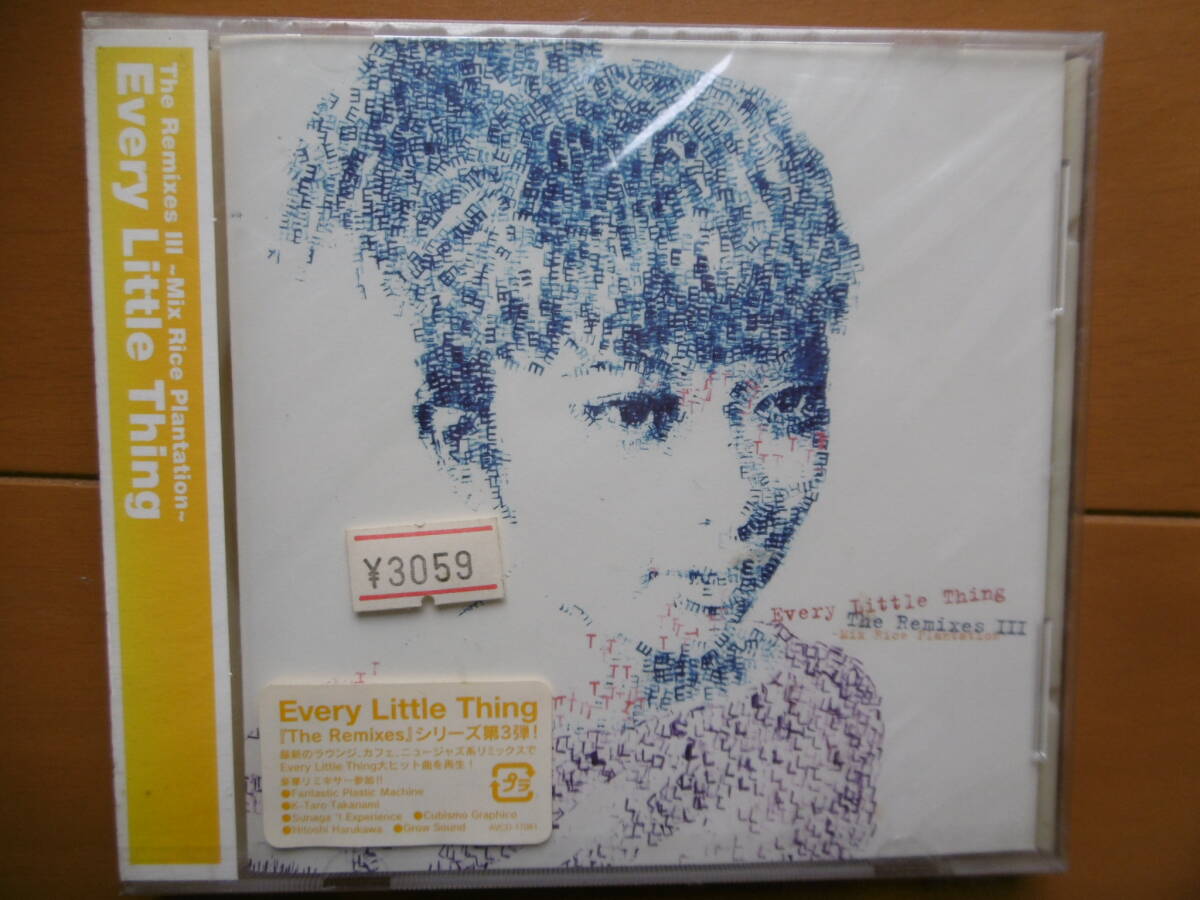 The Remixes III ~Mix Rice Plantation~
Every Little Thing
¥3059
Every Little Thing
The Remixes III
-Mix Rice Plantation-
Every Little Thing
『The Remixes』シリーズ第3弾!
最新のラウンジ、カフェ、ニュージャズ系リミックスで
Every Little Thing大ヒット曲を再生!
豪華リミキサー参加!!
●Fantastic Plastic Machine
●K-Taro Takanami
●Sunaga 't Experience ●Cubismo Grafico
●Hitoshi Harukawa ●Drow Sound
プラ